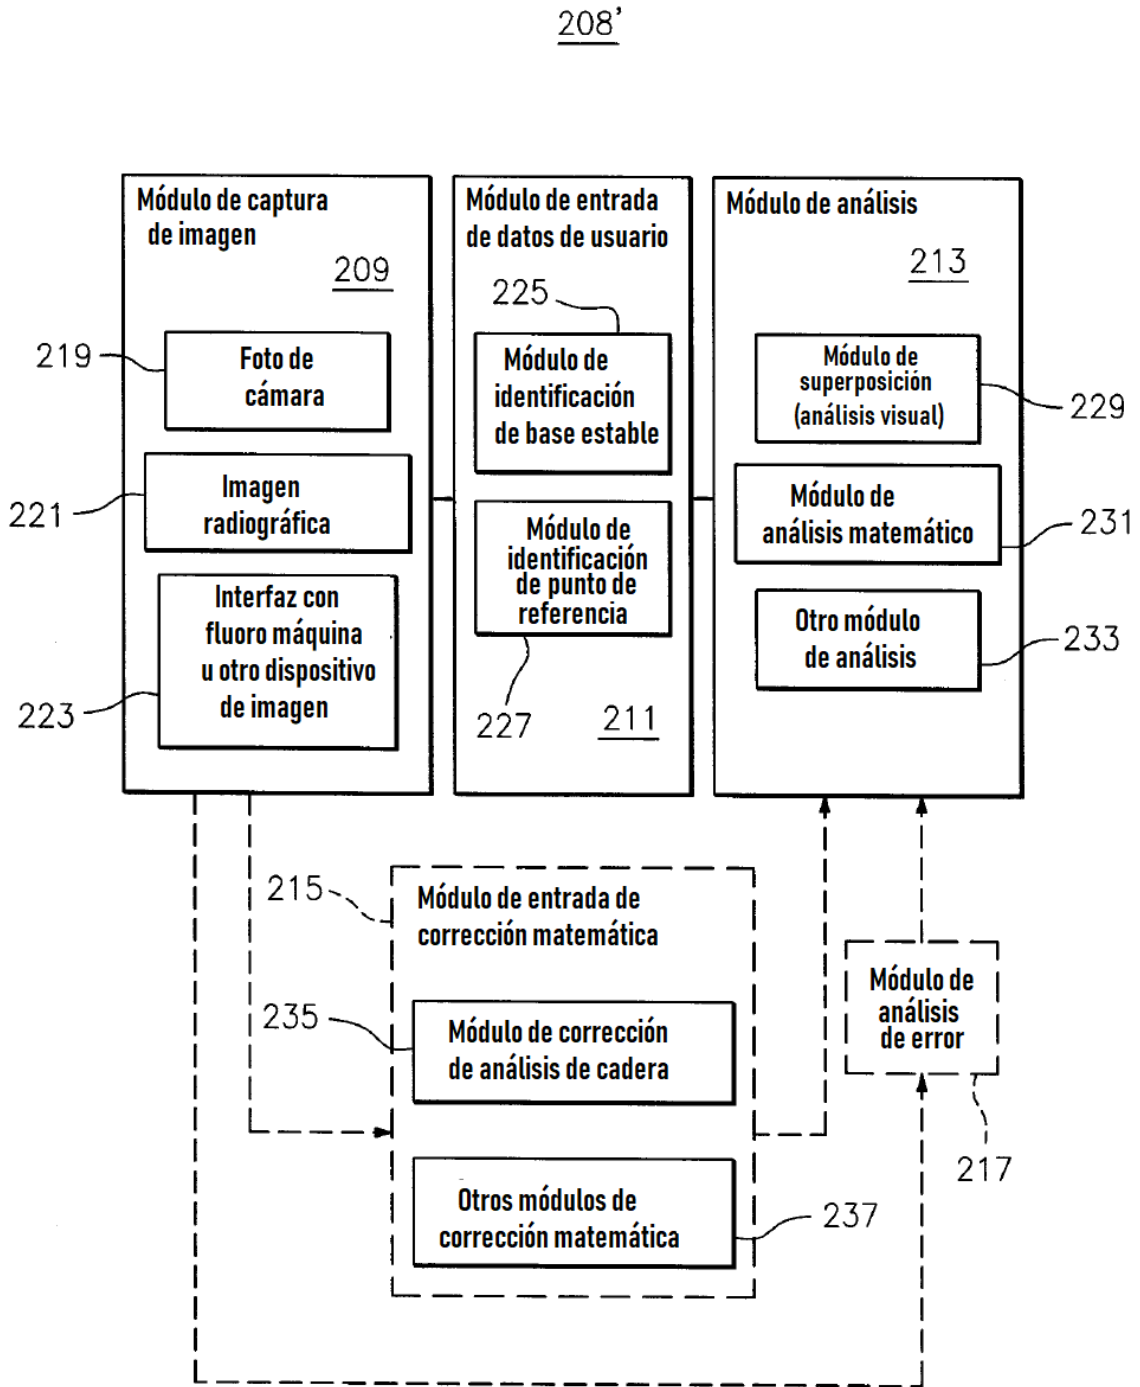 208'
Módulo de captura
de imagen
209
219
Foto de
cámara
221
Imagen
radiográfica
Interfaz con
fluoro máquina
u otro dispositivo
de imagen
223
Módulo de entrada
de datos de usuario
225
Módulo de
identificación
de base estable
Módulo de
identificación
de punto de
referencia
227
211
Módulo de análisis
213
Módulo de
superposición
(análisis visual)
229
Módulo de
análisis matemático
231
Otro módulo
de análisis
233
215
Módulo de entrada de
corrección matemática
235
Módulo de corrección
de análisis de cadera
Otros módulos de
corrección matemática
237
Módulo de
análisis
de error
217